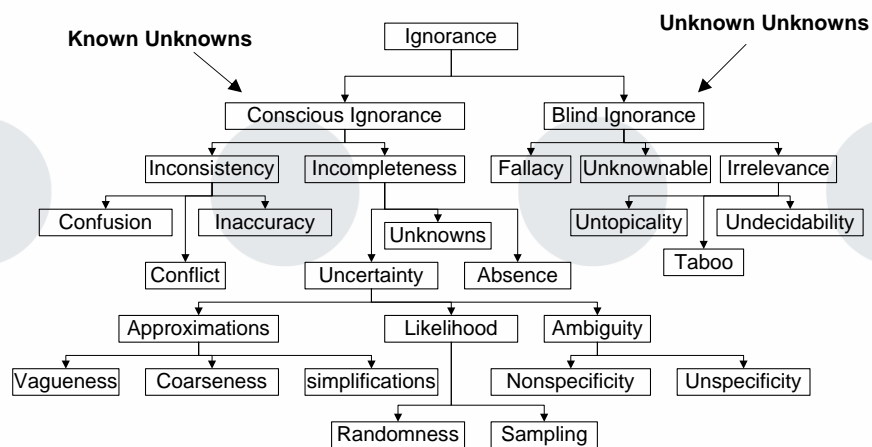 Known Unknowns
Ignorance
Unknown Unknowns
Conscious Ignorance
Blind Ignorance
Inconsistency
Incompleteness
Fallacy
Unknowable
Irrelevance
Confusion
Inaccuracy
Unknowns
Untopicality
Undecidability
Conflict
Uncertainty
Absence
Taboo
Approximations
Likelihood
Ambiguity
Vagueness
Coarseness
simplifications
Nonspecificity
Unspecificity
Randomness
Sampling